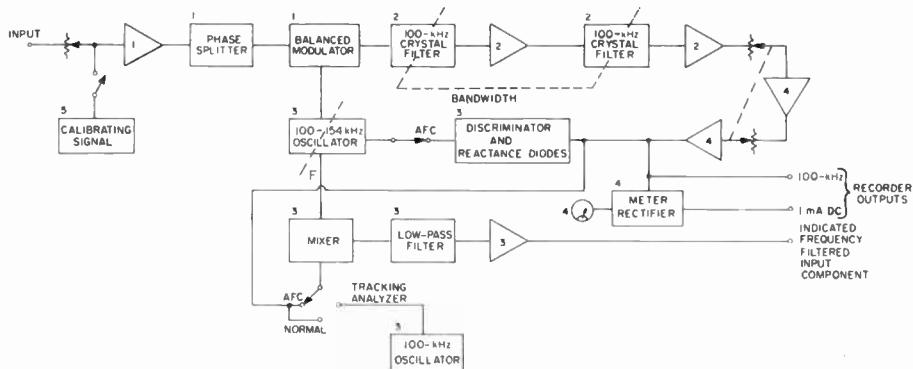 INPUT
1
1
PHASE
SPLITTER
1
BALANCED
MODULATOR
2
100-kHz
CRYSTAL
FILTER
2
2
100-kHz
CRYSTAL
FILTER
2
BANDWIDTH
4
5
CALIBRATING
SIGNAL
3
100-154 kHz
OSCILLATOR
AFC
3
DISCRIMINATOR
AND
REACTANCE DIODES
4
F
4
METER
RECTIFIER
4
100-kHz
1 mA DC
RECORDER
OUTPUTS
3
MIXER
3
LOW-PASS
FILTER
3
INDICATED
FREQUENCY
FILTERED
INPUT
COMPONENT
AFC
NORMAL
TRACKING
ANALYZER
3
100-kHz
OSCILLATOR